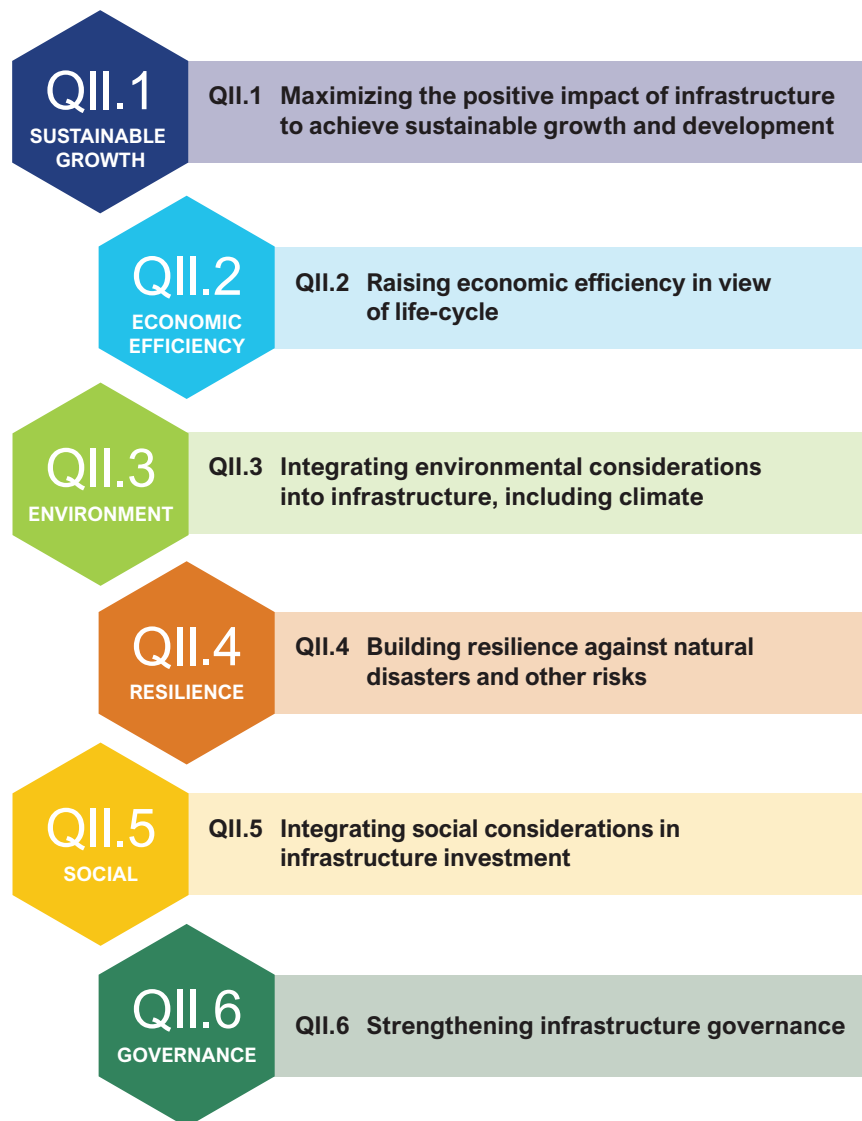 QII.1
SUSTAINABLE
GROWTH
QII.1 Maximizing the positive impact of infrastructure
to achieve sustainable growth and development
QII.2
ECONOMIC
EFFICIENCY
QII.2 Raising economic efficiency in view
of life-cycle
QII.3
ENVIRONMENT
QII.3 Integrating environmental considerations
into infrastructure, including climate
QII.4
RESILIENCE
QII.4 Building resilience against natural
disasters and other risks
QII.5
SOCIAL
QII.5 Integrating social considerations in
infrastructure investment
QII.6
GOVERNANCE
QII.6 Strengthening infrastructure governance